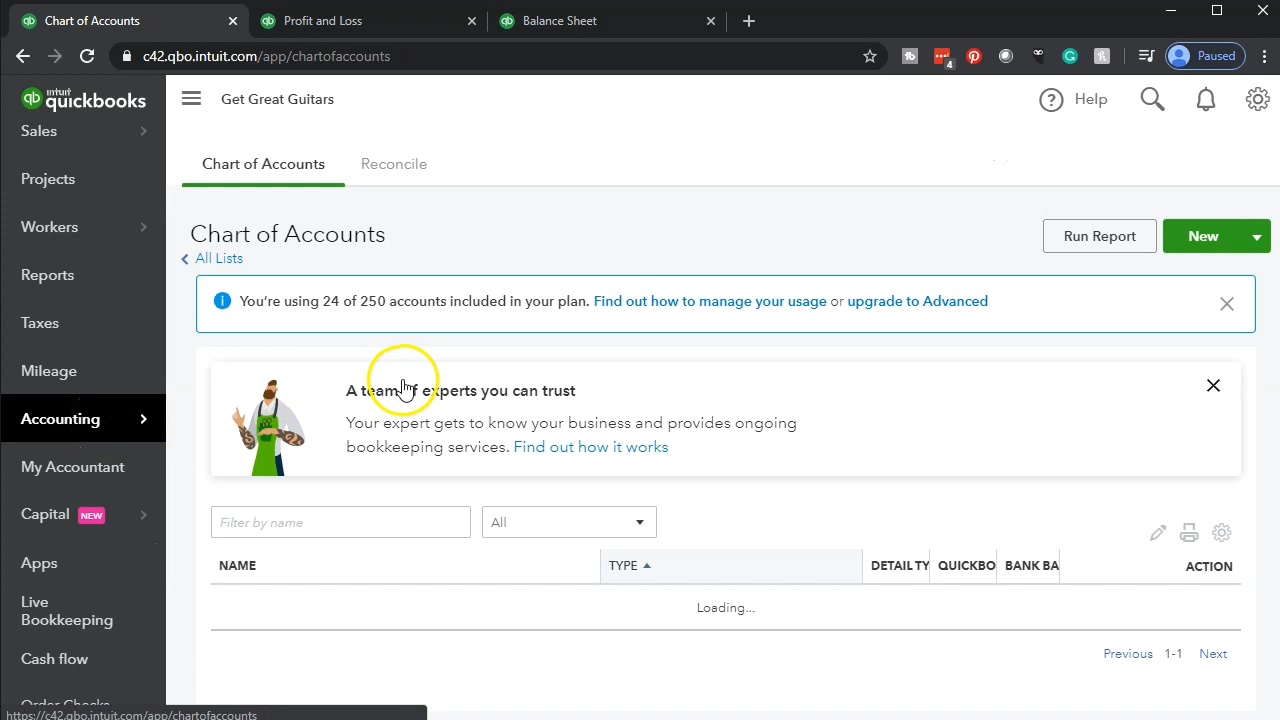 Chart of Accounts
Profit and Loss
Balance Sheet
c42.qbo.intuit.com/app/chartofaccounts
4
Paused
intuit quickbooks
Get Great Guitars
Help
Sales
Projects
Workers
Reports
Taxes
Mileage
Accounting
My Accountant
Capital NEW
Apps
Live
Bookkeeping
Cash flow
Order Checks
Chart of Accounts
Reconcile
Chart of Accounts
Run Report
New
All Lists
You're using 24 of 250 accounts included in your plan. Find out how to manage your usage or upgrade to Advanced
A team of experts you can trust
Your expert gets to know your business and provides ongoing
bookkeeping services. Find out how it works
Filter by name
All
NAME TYPE DETAIL TY QUICKBO BANK BA ACTION
Loading...
Previous 1-1 Next
https://c42.qbo.intuit.com/app/chartofaccounts